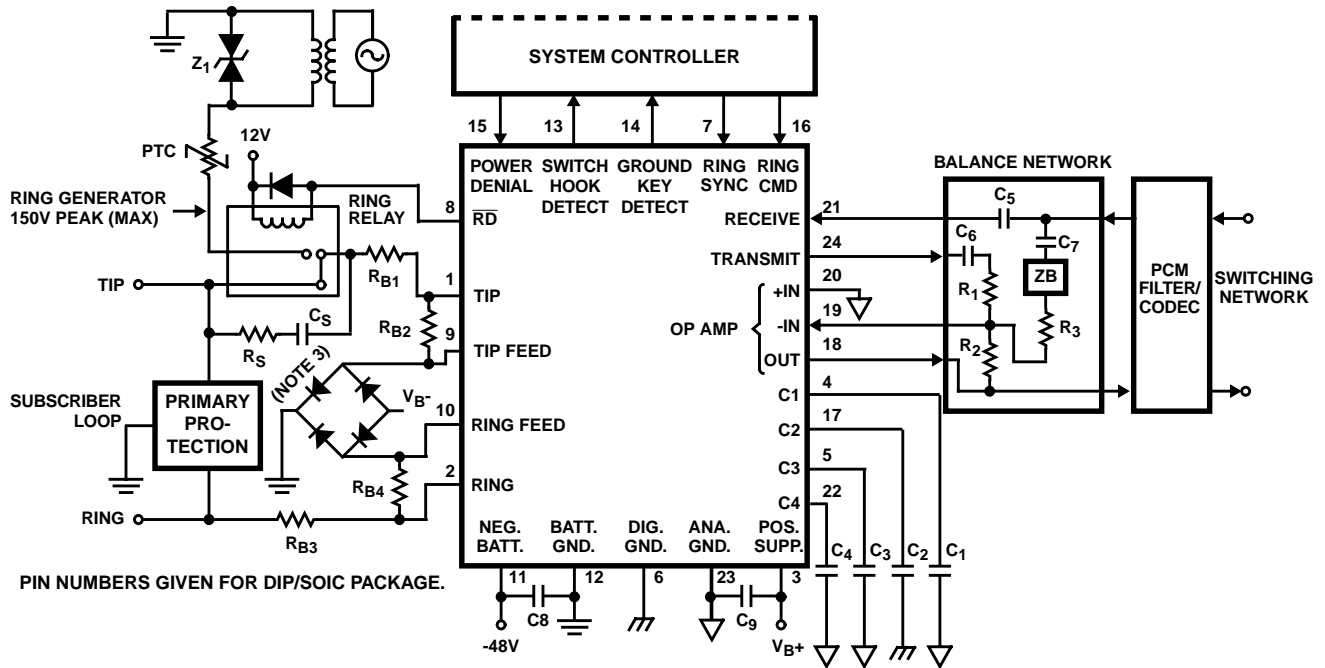 SYSTEM CONTROLLER
Z1
12V
PTC
RING GENERATOR
150V PEAK (MAX)
RING
RELAY
15
13
14
7
16
POWER
DENIAL
SWITCH
HOOK
DETECT
GROUND
KEY
DETECT
RING
SYNC
RING
CMD
8
RD
RB1
TIP
1
TIP
RB2
CS
RS
9
TIP FEED
(NOTE 3)
VB-
SUBSCRIBER
LOOP
PRIMARY
PRO-
TECTION
10
RING FEED
2
RING
RB4
RING
RB3
RECEIVE
21
TRANSMIT
24
+IN
20
-IN
19
OP AMP
OUT
18
C1
4
C2
17
C3
5
C4
22
BALANCE NETWORK
C5
C6
C7
ZB
R1
R2
R3
PCM
FILTER/
CODEC
SWITCHING
NETWORK
NEG.
BATT.
BATT.
GND.
DIG.
GND.
ANA.
GND.
POS.
SUPP.
11
12
6
23
3
C8
C9
-48V
VB+
C4
C3
C2
C1
PIN NUMBERS GIVEN FOR DIP/SOIC PACKAGE.